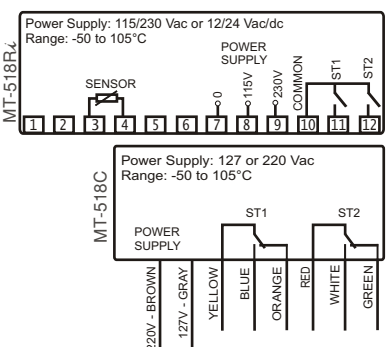 MT-518Ri
Power Supply: 115/230 Vac or 12/24 Vac/dc
Range: -50 to 105°C
POWER
SUPPLY
SENSOR
0
115V
230V
COMMON
ST1
ST2
1 2 3 4 5 6 7 8 9 10 11 12
MT-518C
Power Supply: 127 or 220 Vac
Range: -50 to 105°C
ST1 ST2
POWER
SUPPLY
220V - BROWN
127V - GRAY
YELLOW
BLUE
ORANGE
RED
WHITE
GREEN